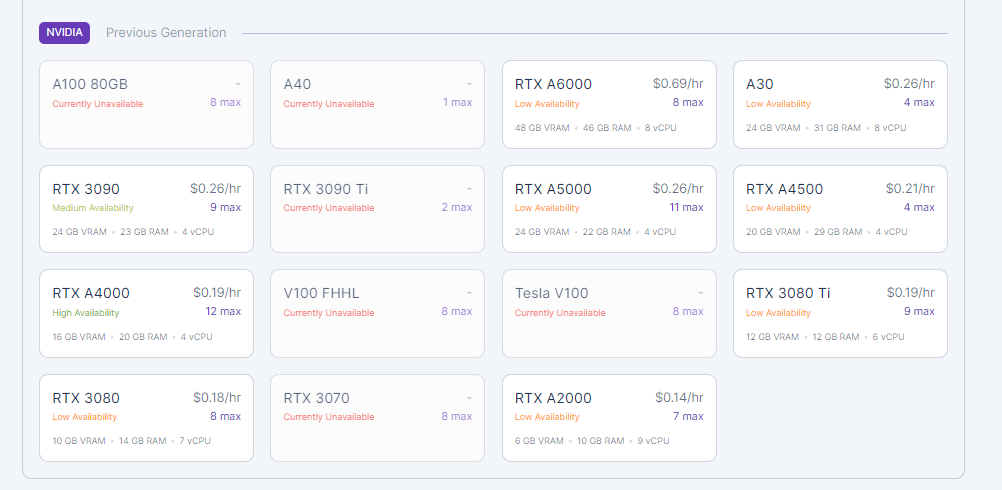 NVIDIA Previous Generation
A100 80GB -
Currently Unavailable 8 max
A40 -
Currently Unavailable 1 max
RTX A6000 $0.69/hr
Low Availability 8 max
48 GB VRAM • 46 GB RAM • 8 vCPU
A30 $0.26/hr
Low Availability 4 max
24 GB VRAM • 31 GB RAM • 8 vCPU
RTX 3090 $0.26/hr
Medium Availability 9 max
24 GB VRAM • 23 GB RAM • 4 vCPU
RTX 3090 Ti -
Currently Unavailable 2 max
RTX A5000 $0.26/hr
Low Availability 11 max
24 GB VRAM • 22 GB RAM • 4 vCPU
RTX A4500 $0.21/hr
Low Availability 4 max
20 GB VRAM • 29 GB RAM • 4 vCPU
RTX A4000 $0.19/hr
High Availability 12 max
16 GB VRAM • 20 GB RAM • 4 vCPU
V100 FHHL -
Currently Unavailable 8 max
Tesla V100 -
Currently Unavailable 8 max
RTX 3080 Ti $0.19/hr
Low Availability 9 max
12 GB VRAM • 12 GB RAM • 6 vCPU
RTX 3080 $0.18/hr
Low Availability 8 max
10 GB VRAM • 14 GB RAM • 7 vCPU
RTX 3070 -
Currently Unavailable 8 max
RTX A2000 $0.14/hr
Low Availability 7 max
6 GB VRAM • 10 GB RAM • 9 vCPU